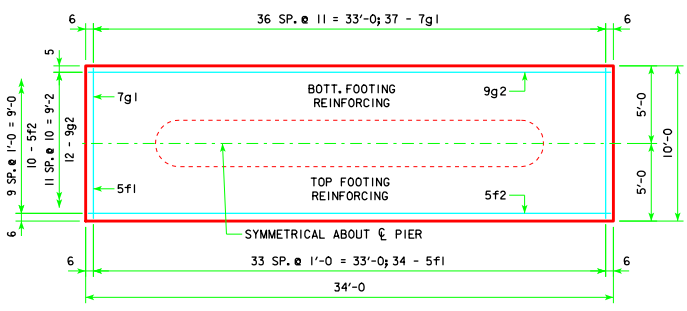 6
36 SP. @ 11 = 33'-0; 37 - 7g1
6
5
7g1
BOTT. FOOTING
REINFORCING
9g2
9 SP. @ 1'-0 = 9'-0
10 - 5f2
11 SP. @ 10 = 9'-2
12 - 9g2
5'-0
10'-0
5'-0
5f1
TOP FOOTING
REINFORCING
5f2
6
SYMMETRICAL ABOUT ℄ PIER
6
33 SP. @ 1'-0 = 33'-0; 34 - 5f1
6
34'-0